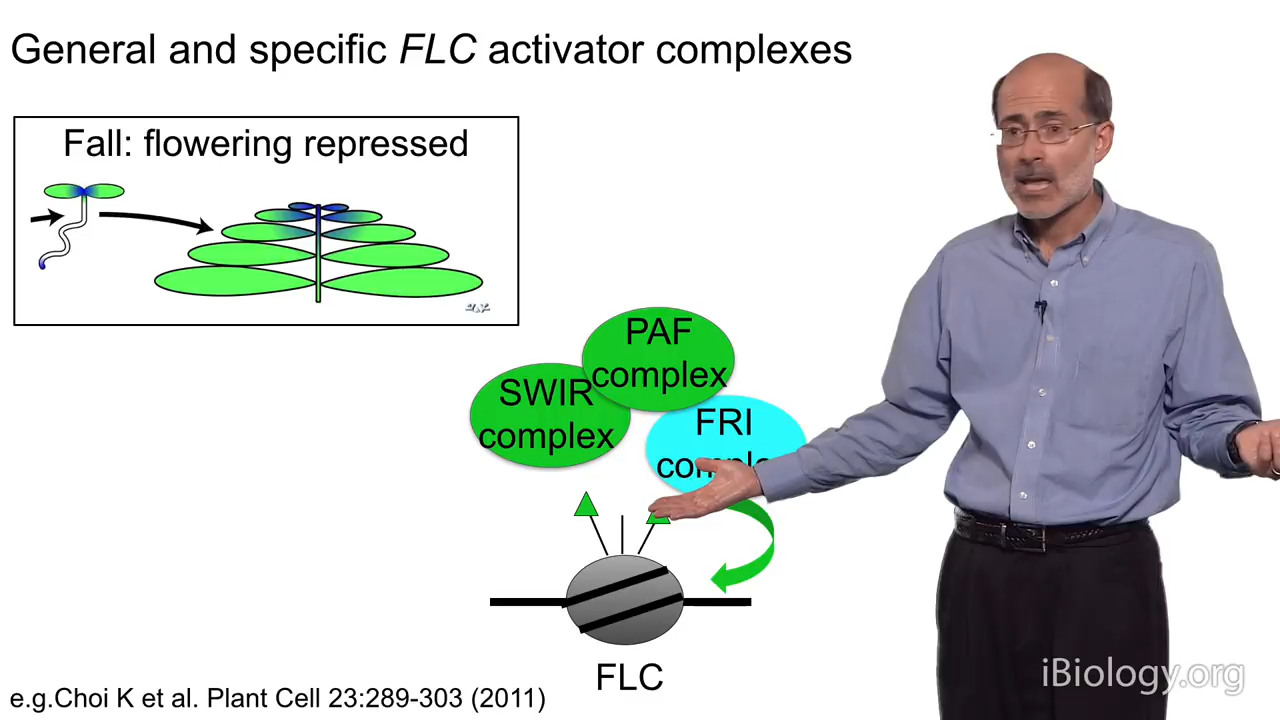 General and specific FLC activator complexes
Fall: flowering repressed
PAF
complex
SWIR
complex
FRI
FLC
e.g.Choi K et al. Plant Cell 23:289-303 (2011)
iBiology.org